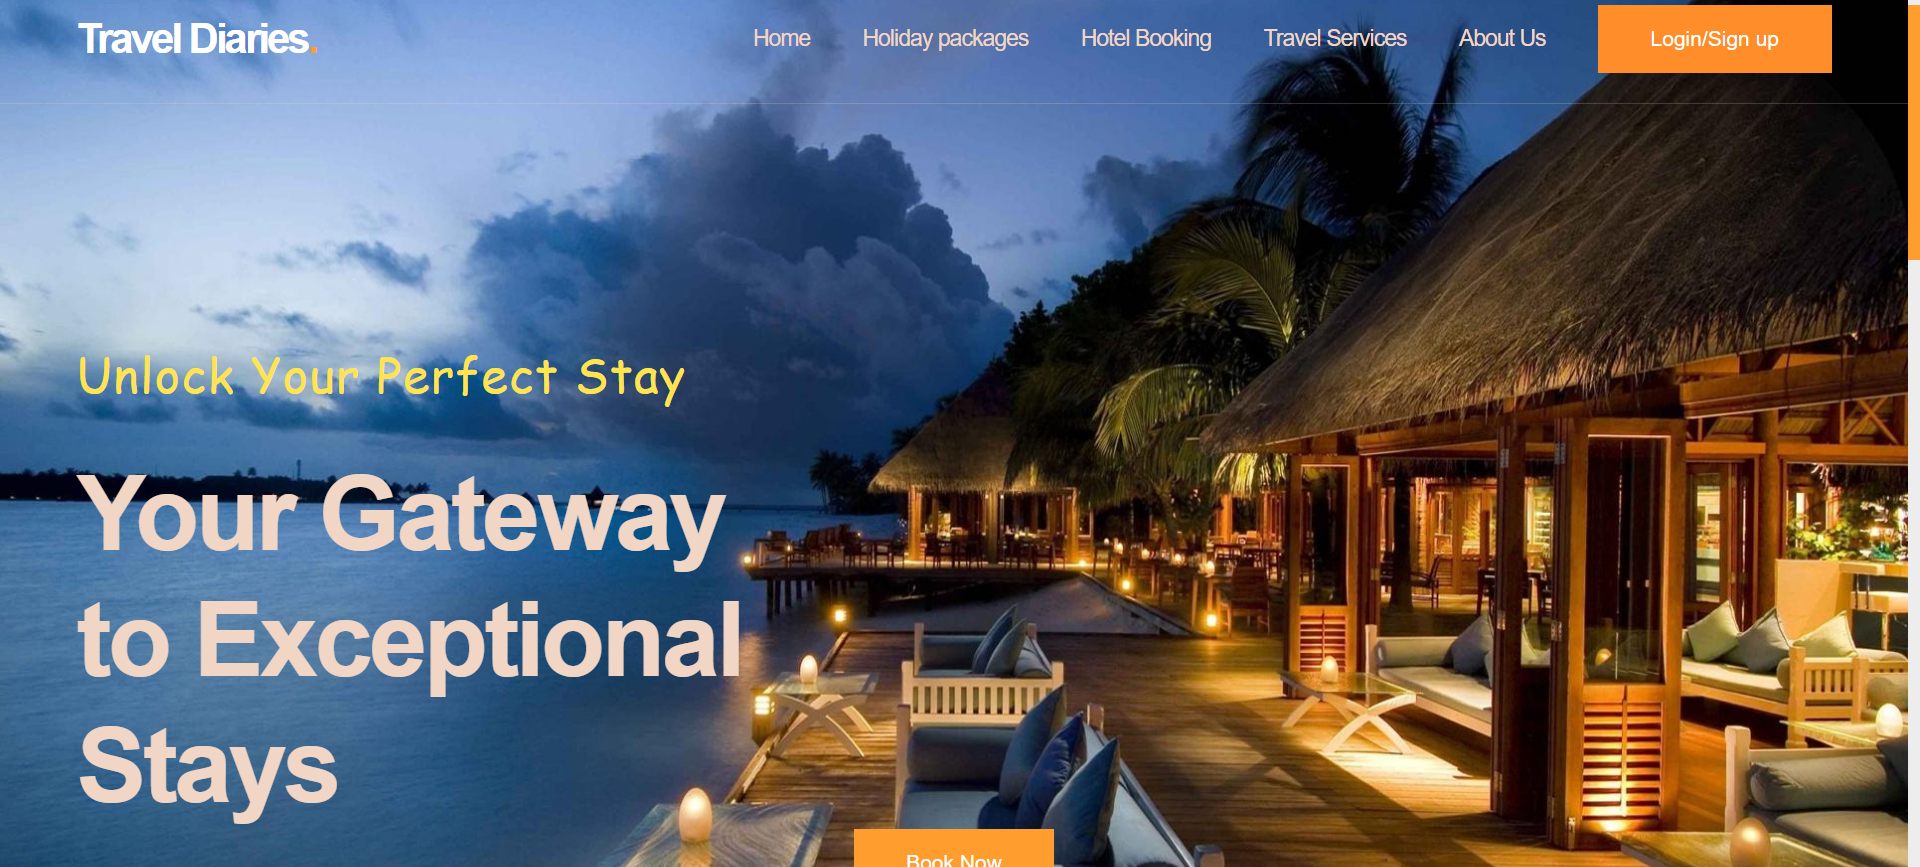 Travel Diaries.
Home
Holiday packages
Hotel Booking
Travel Services
About Us
Login/Sign up
Unlock Your Perfect Stay
Your Gateway
to Exceptional
Stays
Book Now